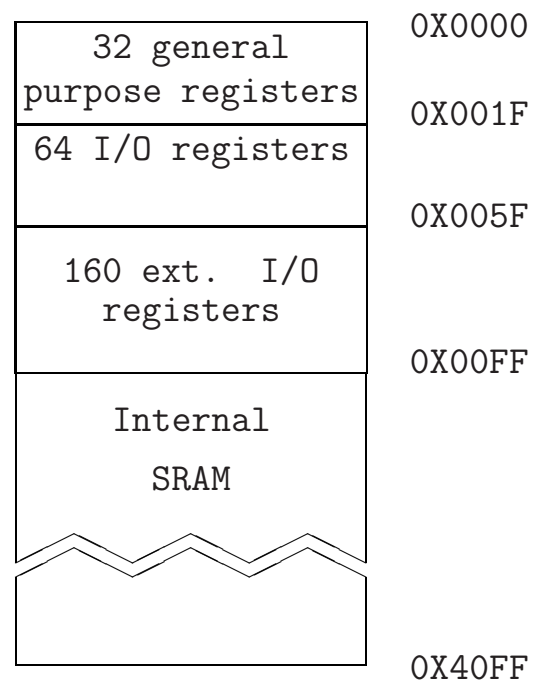 0X0000
32 general
purpose registers
0X001F
64 I/O registers
0X005F
160 ext. I/O
registers
0X00FF
Internal
SRAM
0X40FF